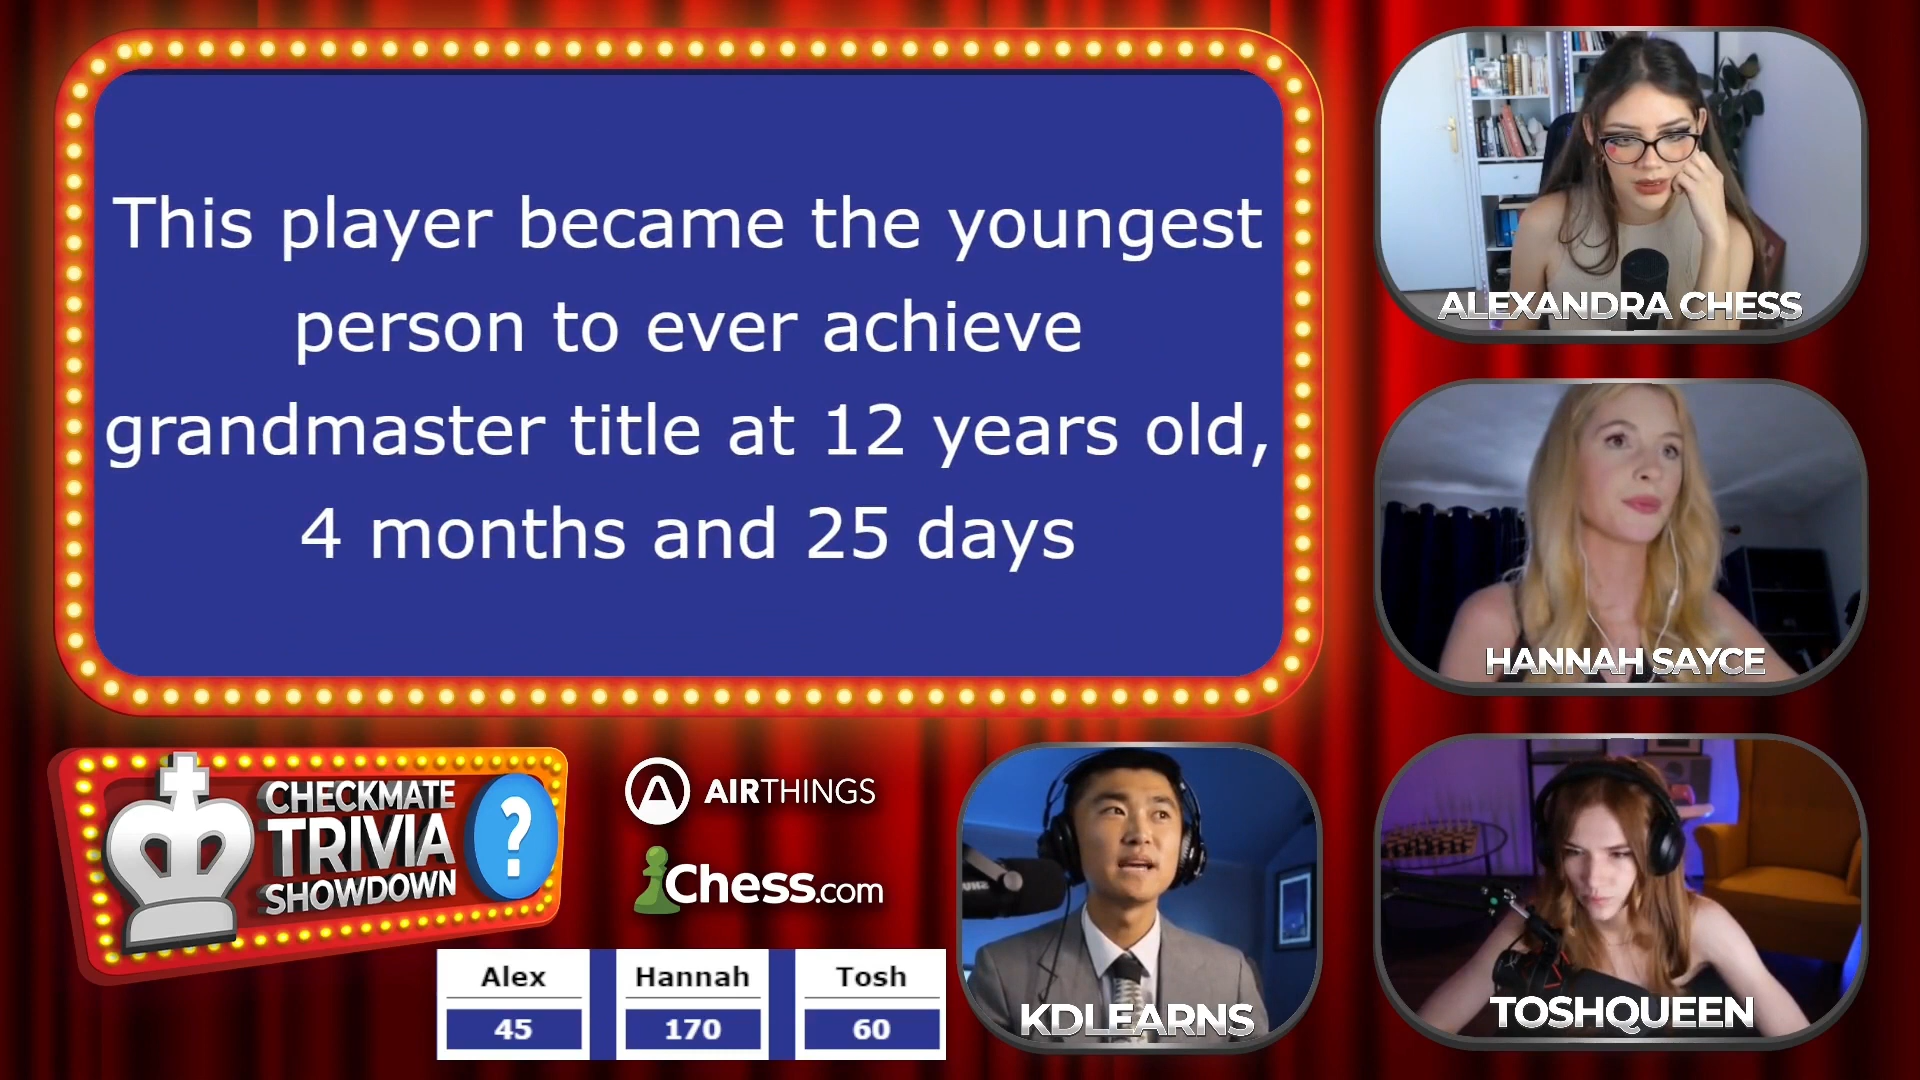 This player became the youngest
person to ever achieve
grandmaster title at 12 years old,
4 months and 25 days
ALEXANDRA CHESS
HANNAH SAYCE
CHECKMATE
TRIVIA
SHOWDOWN
?
AIRTHINGS
Chess.com
Alex
Hannah
Tosh
45
170
60
KDLEARNS
TOSHQUEEN